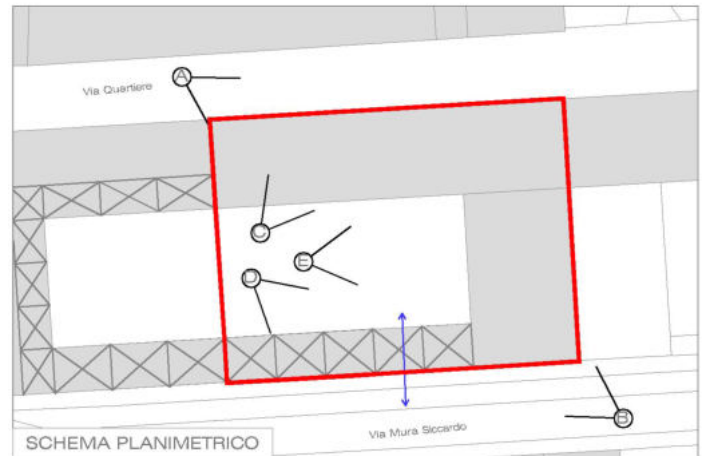 Via Quartiere
A
C
E
D
B
Via Mura Siccardo
SCHEMA PLANIMETRICO